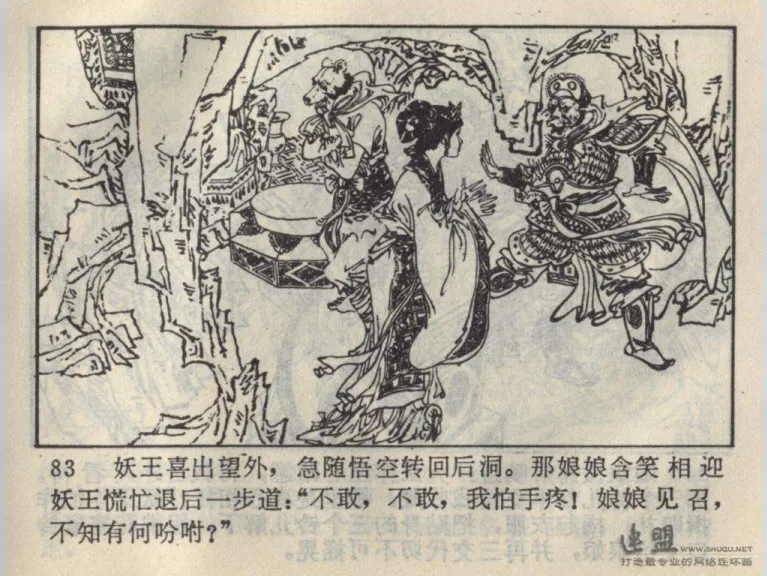 83 妖王喜出望外，急随悟空转回后洞。那娘娘含笑相迎
妖王慌忙退后一步道：“不敢，不敢，我怕手疼！娘娘见召，
不知有何吩咐？”
连盟 WWW.SHUQU.NET
打造最专业的网络连环画